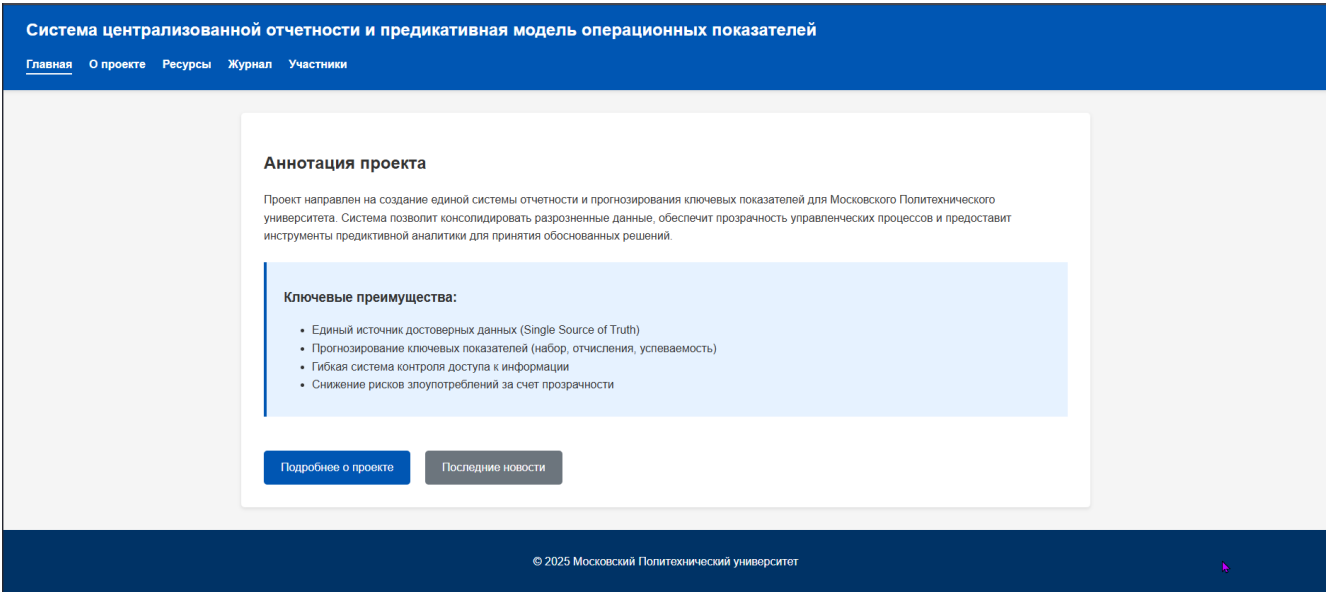 Система централизованной отчетности и предикативная модель операционных показателей
Главная О проекте Ресурсы Журнал Участники
Аннотация проекта
Проект направлен на создание единой системы отчетности и прогнозирования ключевых показателей для Московского Политехнического
университета. Система позволит консолидировать разрозненные данные, обеспечит прозрачность управленческих процессов и предоставит
инструменты предиктивной аналитики для принятия обоснованных решений.
Ключевые преимущества:
• Единый источник достоверных данных (Single Source of Truth)
• Прогнозирование ключевых показателей (набор, отчисления, успеваемость)
• Гибкая система контроля доступа к информации
• Снижение рисков злоупотреблений за счет прозрачности
Подробнее о проекте Последние новости
© 2025 Московский Политехнический университет